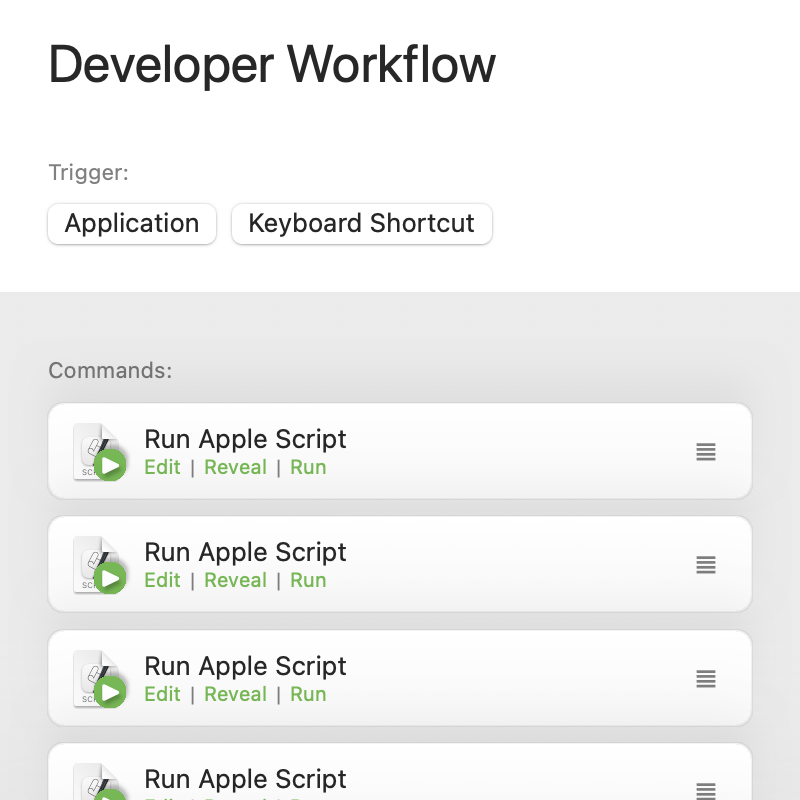 Developer Workflow
Trigger:
Application Keyboard Shortcut
Commands:
Run Apple Script
Edit | Reveal | Run
Run Apple Script
Edit | Reveal | Run
Run Apple Script
Edit | Reveal | Run
Run Apple Script